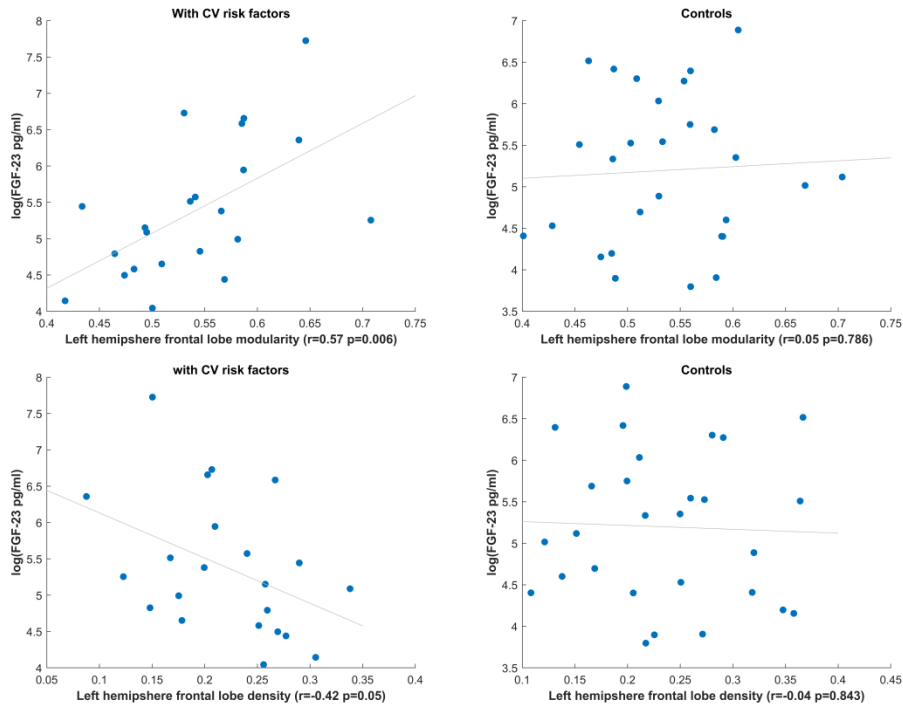 With CV risk factors
8
7.5
7
6.5
6
5.5
5
4.5
4
log(FGF-23 pg/ml)
0.4 0.45 0.5 0.55 0.6 0.65 0.7 0.75
Left hemipshere frontal lobe modularity (r=0.57 p=0.006)
Controls
7
6.5
6
5.5
5
4.5
4
3.5
log(FGF-23 pg/ml)
0.4 0.45 0.5 0.55 0.6 0.65 0.7 0.75
Left hemipshere frontal lobe modularity (r=0.05 p=0.786)
with CV risk factors
8
7.5
7
6.5
6
5.5
5
4.5
4
log(FGF-23 pg/ml)
0.05 0.1 0.15 0.2 0.25 0.3 0.35 0.4
Left hemipshere frontal lobe density (r=-0.42 p=0.05)
Controls
7
6.5
6
5.5
5
4.5
4
3.5
log(FGF-23 pg/ml)
0.1 0.15 0.2 0.25 0.3 0.35 0.4 0.45
Left hemipshere frontal lobe density (r=-0.04 p=0.843)